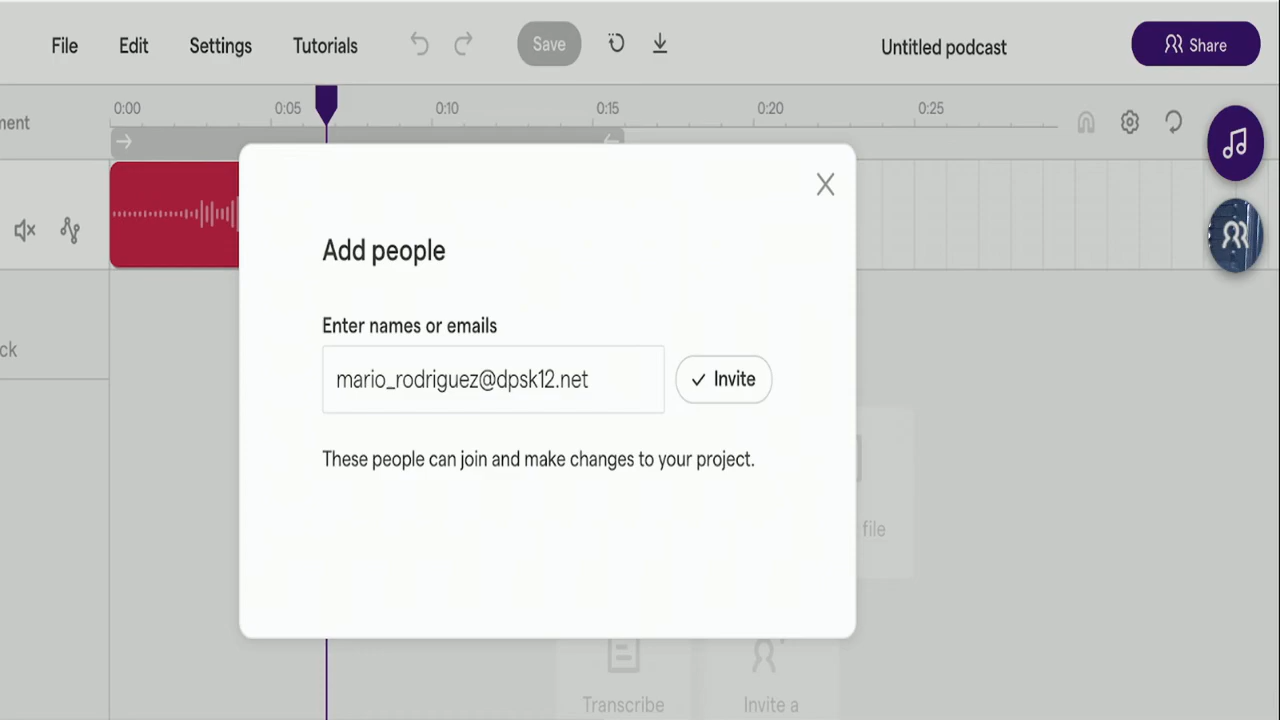 File Edit Settings Tutorials Save Untitled podcast Share
0:00 0:05 0:10 0:15 0:20 0:25
ment
Add people
Enter names or emails
mario_rodriguez@dpsk12.net Invite
These people can join and make changes to your project.
ck
file
Transcribe Invite a